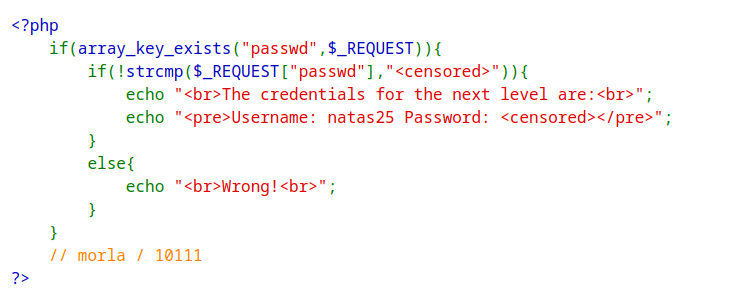 <?php
    if(array_key_exists("passwd",$_REQUEST)){
        if(!strcmp($_REQUEST["passwd"],"<censored>")){
            echo "<br>The credentials for the next level are:<br>";
            echo "<pre>Username: natas25 Password: <censored></pre>";
        }
        else{
            echo "<br>Wrong!<br>";
        }
    }
    // morla / 10111
?>